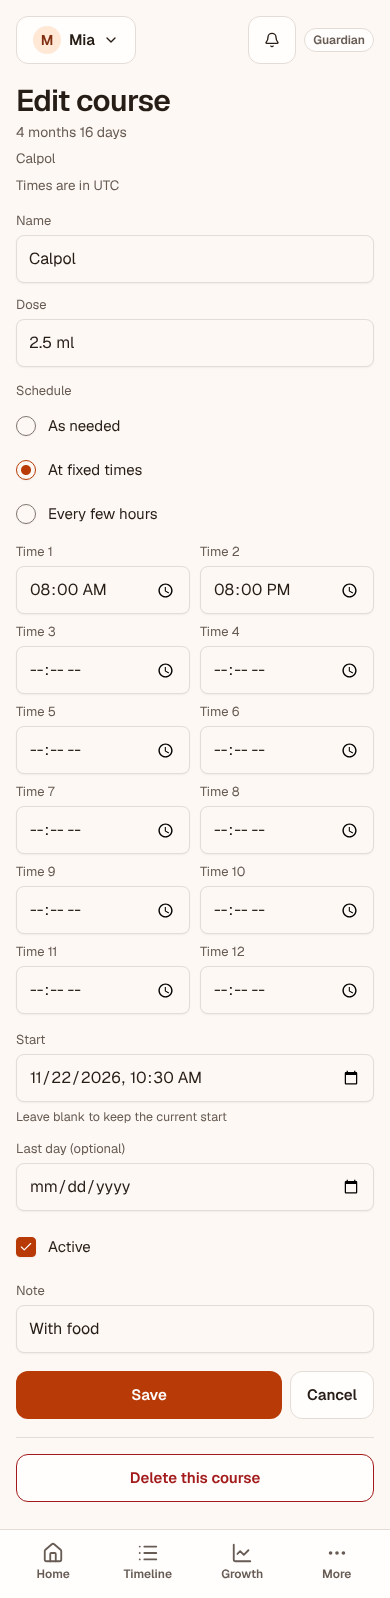 M Mia Guardian
Edit course
4 months 16 days
Calpol
Times are in UTC
Name
Calpol
Dose
2.5 ml
Schedule
As needed
At fixed times
Every few hours
Time 1 Time 2
08:00 AM 08:00 PM
Time 3 Time 4
--:-- -- --:-- --
Time 5 Time 6
--:-- -- --:-- --
Time 7 Time 8
--:-- -- --:-- --
Time 9 Time 10
--:-- -- --:-- --
Time 11 Time 12
--:-- -- --:-- --
Start
11/22/2026, 10:30 AM
Leave blank to keep the current start
Last day (optional)
mm/dd/yyyy
Active
Note
With food
Save Cancel
Delete this course
Home Timeline Growth More